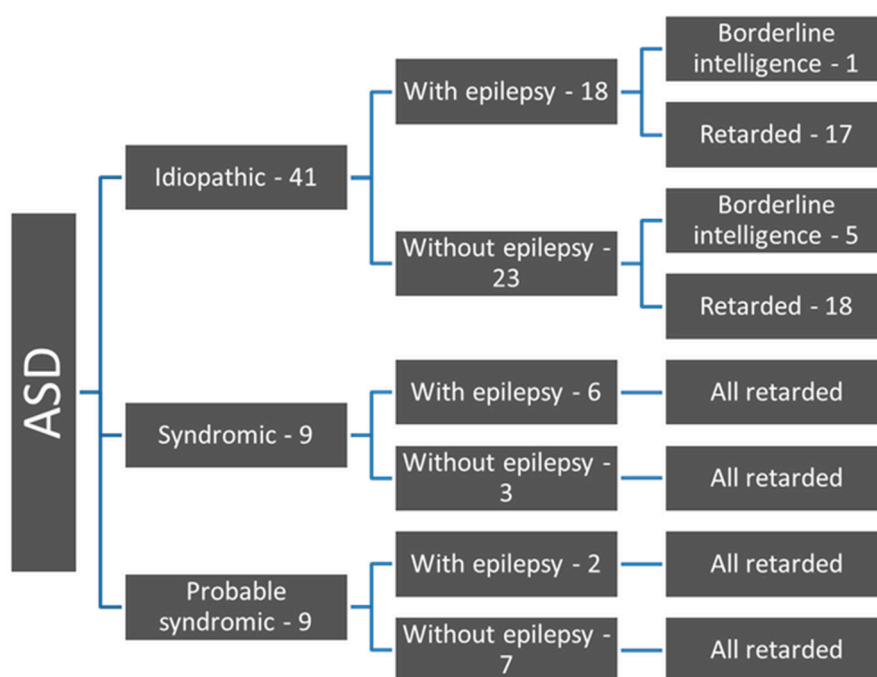 ASD
Idiopathic - 41
With epilepsy - 18
Borderline
intelligence - 1
Retarded - 17
Without epilepsy -
23
Borderline
intelligence - 5
Retarded - 18
Syndromic - 9
With epilepsy - 6
All retarded
Without epilepsy -
3
All retarded
Probable
syndromic - 9
With epilepsy - 2
All retarded
Without epilepsy -
7
All retarded